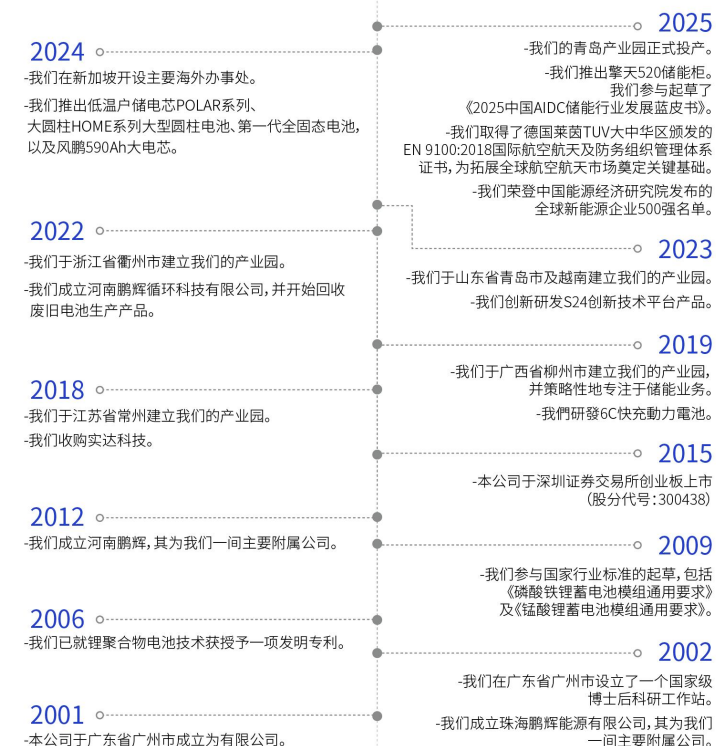 2025
-我们的青岛产业园正式投产。
-我们推出擎天520储能柜。
我们参与起草了
《2025中国AIDC储能行业发展蓝皮书》。
-我们取得了德国莱茵TUV大中华区颁发的
EN 9100:2018国际航空航天及防务组织管理体系
证书，为拓展全球航空航天市场奠定关键基础。
-我们荣登中国能源经济研究院发布的
全球新能源企业500强名单。
2024
-我们在新加坡开设主要海外办事处。
-我们推出低温户储电芯POLAR系列、
大圆柱HOME系列大型圆柱电池、第一代全固态电池，
以及风鹏590Ah大电芯。
2023
-我们于山东省青岛市及越南建立我们的产业园。
-我们创新研发S24创新技术平台产品。
2022
-我们于浙江省衢州市建立我们的产业园。
-我们成立河南鹏辉循环科技有限公司，并开始回收
废旧电池生产产品。
2019
-我们于广西省柳州市建立我们的产业园，
并策略性地专注于储能业务。
-我們研發6C快充動力電池。
2018
-我们于江苏省常州建立我们的产业园。
-我们收购实达科技。
2015
-本公司于深圳证券交易所创业板上市
（股分代号：300438）
2012
-我们成立河南鹏辉，其为我们一间主要附属公司。
2009
-我们参与国家行业标准的起草，包括
《磷酸铁锂蓄电池模组通用要求》
及《锰酸锂蓄电池模组通用要求》。
2006
-我们已就锂聚合物电池技术获授予一项发明专利。
2002
-我们在广东省广州市设立了一个国家级
博士后科研工作站。
-我们成立珠海鹏辉能源有限公司，其为我们
一间主要附属公司。
2001
-本公司于广东省广州市成立为有限公司。